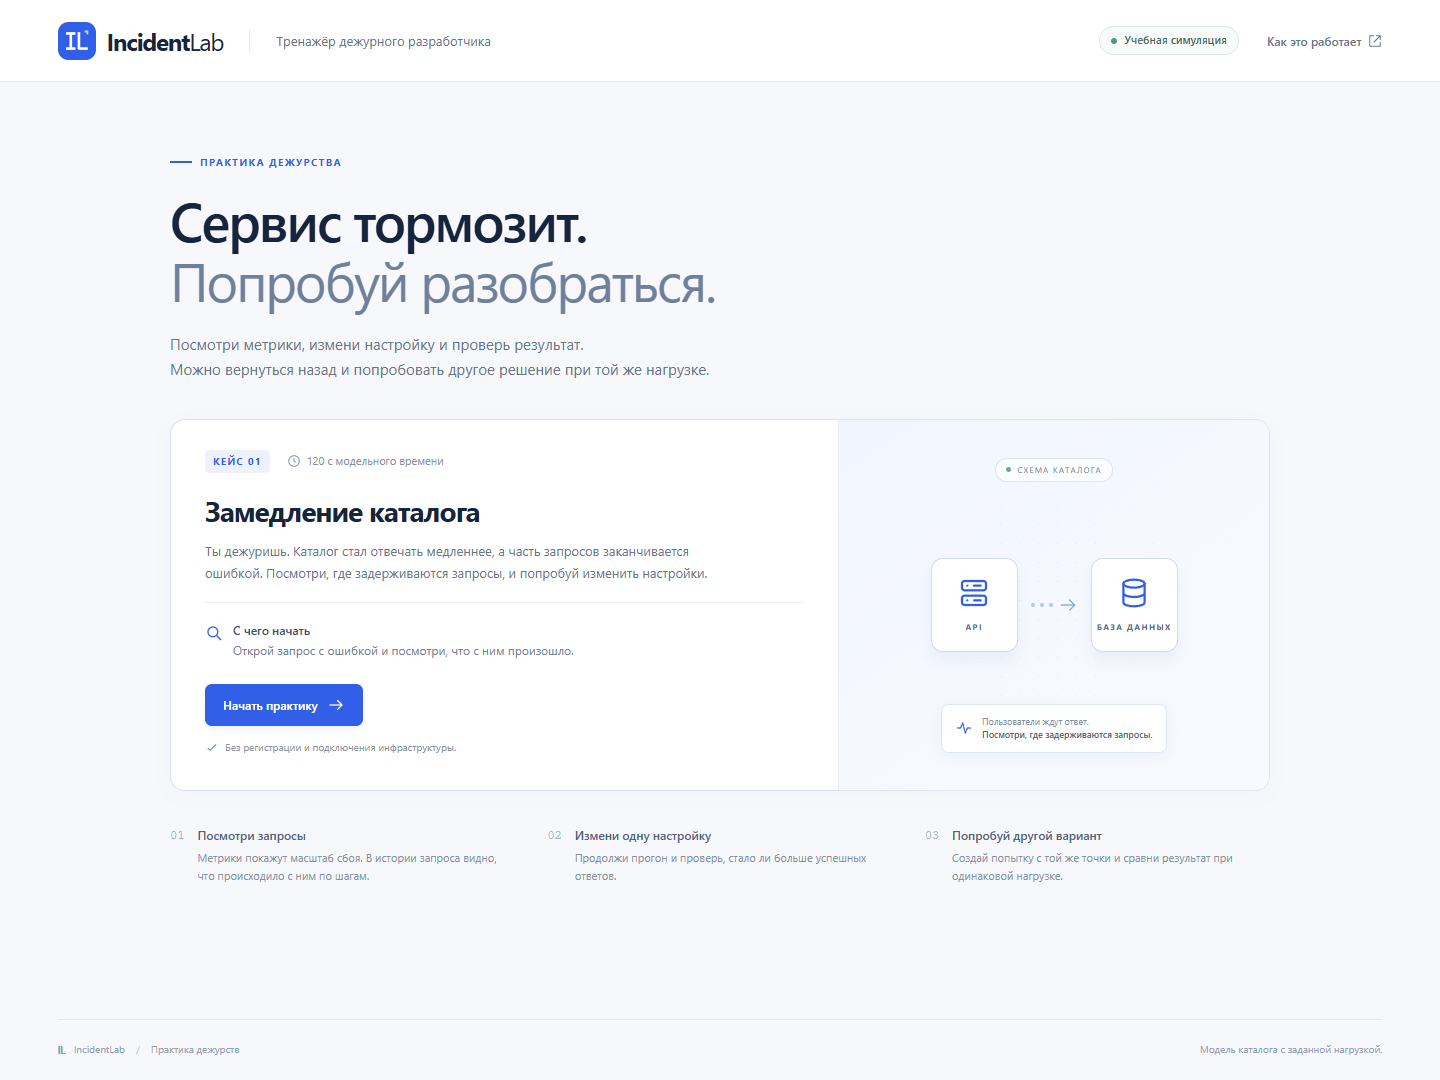 IL IncidentLab
Тренажёр дежурного разработчика
Учебная симуляция
Как это работает
ПРАКТИКА ДЕЖУРСТВА
Сервис тормозит.
Попробуй разобраться.
Посмотри метрики, измени настройку и проверь результат.
Можно вернуться назад и попробовать другое решение при той же нагрузке.
КЕЙС 01
120 с модельного времени
Замедление каталога
Ты дежуришь. Каталог стал отвечать медленнее, а часть запросов заканчивается
ошибкой. Посмотри, где задерживаются запросы, и попробуй изменить настройки.
С чего начать
Открой запрос с ошибкой и посмотри, что с ним произошло.
Начать практику
Без регистрации и подключения инфраструктуры.
СХЕМА КАТАЛОГА
API
БАЗА ДАННЫХ
Пользователи ждут ответ.
Посмотри, где задерживаются запросы.
01 Посмотри запросы
Метрики покажут масштаб сбоя. В истории запроса видно,
что происходило с ним по шагам.
02 Измени одну настройку
Продолжи прогон и проверь, стало ли больше успешных
ответов.
03 Попробуй другой вариант
Создай попытку с той же точки и сравни результат при
одинаковой нагрузке.
IL IncidentLab / Практика дежурств
Модель каталога с заданной нагрузкой.